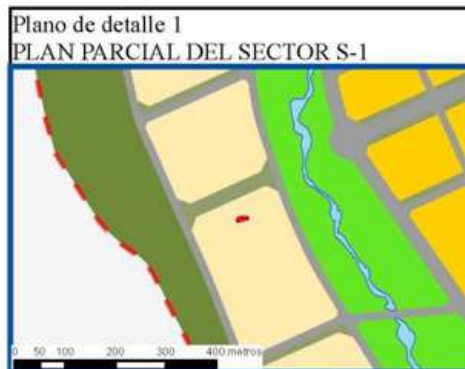 Plano de detalle 1
PLAN PARCIAL DEL SECTOR S-1
0 50 100 200 300 400 metros